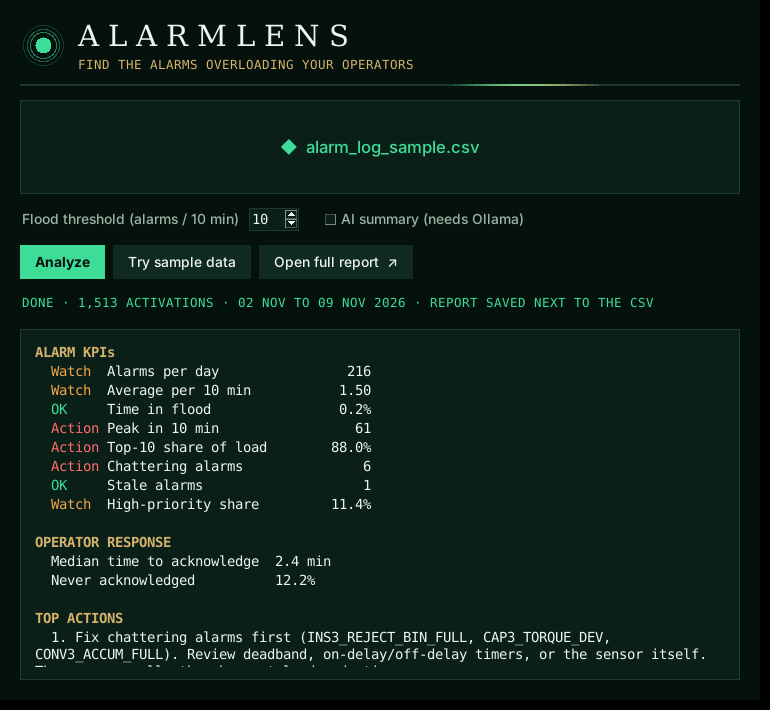 ALARMLENS
FIND THE ALARMS OVERLOADING YOUR OPERATORS
alarm_log_sample.csv
Flood threshold (alarms / 10 min) 10 AI summary (needs Ollama)
Analyze Try sample data Open full report ↗
DONE · 1,513 ACTIVATIONS · 02 NOV TO 09 NOV 2026 · REPORT SAVED NEXT TO THE CSV
ALARM KPIs
Watch Alarms per day 216
Watch Average per 10 min 1.50
OK Time in flood 0.2%
Action Peak in 10 min 61
Action Top-10 share of load 88.0%
Action Chattering alarms 6
OK Stale alarms 1
Watch High-priority share 11.4%
OPERATOR RESPONSE
Median time to acknowledge 2.4 min
Never acknowledged 12.2%
TOP ACTIONS
1. Fix chattering alarms first (INS3_REJECT_BIN_FULL, CAP3_TORQUE_DEV,
CONV3_ACCUM_FULL). Review deadband, on-delay/off-delay timers, or the sensor itself.